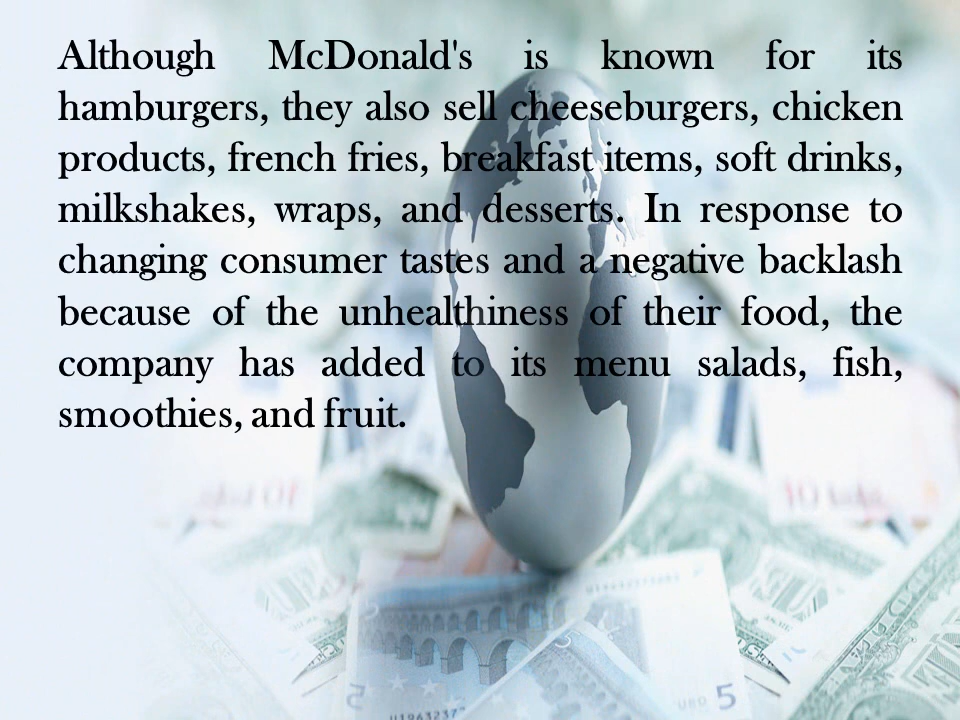 Although McDonald's is known for its
hamburgers, they also sell cheeseburgers, chicken
products, french fries, breakfast items, soft drinks,
milkshakes, wraps, and desserts. In response to
changing consumer tastes and a negative backlash
because of the unhealthiness of their food, the
company has added to its menu salads, fish,
smoothies, and fruit.
5